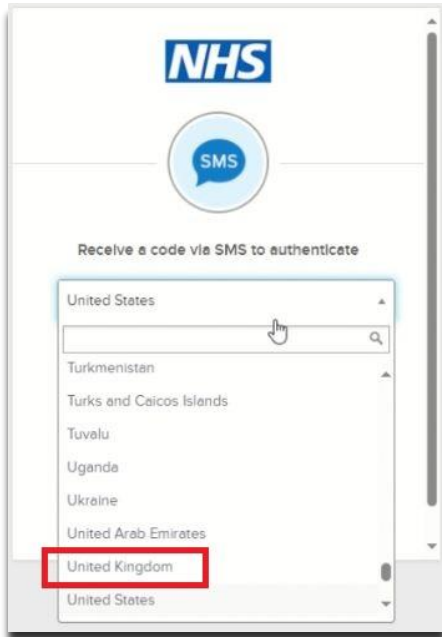 NHS
SMS
Receive a code via SMS to authenticate
United States
Turkmenistan
Turks and Caicos Islands
Tuvalu
Uganda
Ukraine
United Arab Emirates
United Kingdom
United States